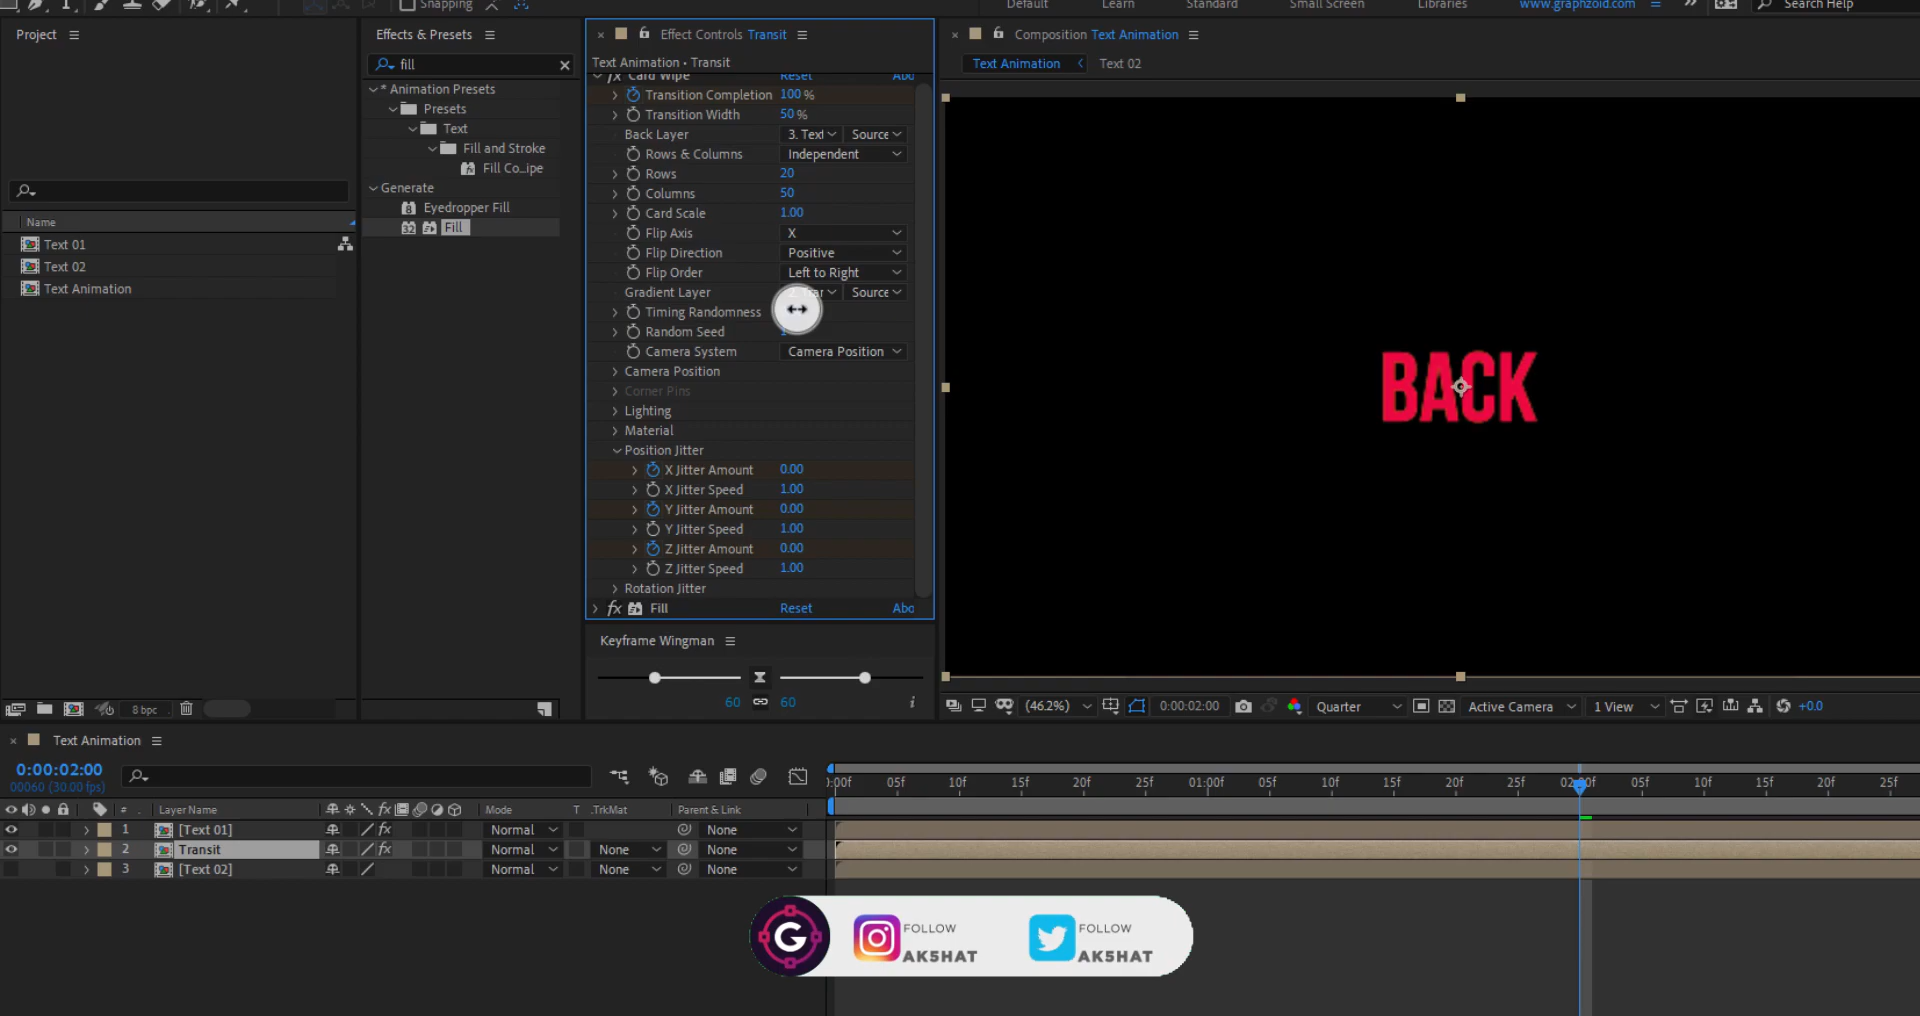 Snapping
Default
Learn
Standard
Small Screen
Libraries
www.graphzoid.com
Search Help
Project
Name
Text 01
Text 02
Text Animation
8 bpc
Effects & Presets
fill
* Animation Presets
Presets
Text
Fill and Stroke
Fill Co...ipe
Generate
Eyedropper Fill
Fill
Effect Controls Transit
Text Animation • Transit
fx Card Wipe Reset Abo
Transition Completion 100 %
Transition Width 50 %
Back Layer 3. Text Source
Rows & Columns Independent
Rows 20
Columns 50
Card Scale 1.00
Flip Axis X
Flip Direction Positive
Flip Order Left to Right
Gradient Layer Source
Timing Randomness
Random Seed
Camera System Camera Position
Camera Position
Corner Pins
Lighting
Material
Position Jitter
X Jitter Amount 0.00
X Jitter Speed 1.00
Y Jitter Amount 0.00
Y Jitter Speed 1.00
Z Jitter Amount 0.00
Z Jitter Speed 1.00
Rotation Jitter
fx Fill Reset Abo
Keyframe Wingman
60 60
Composition Text Animation
Text Animation Text 02
BACK
(46.2%) 0:00:02:00 Quarter Active Camera 1 View +0.0
Text Animation
0:00:02:00
00060 (30.00 fps)
:00f 05f 10f 15f 20f 25f 01:00f 05f 10f 15f 20f 25f 05f 10f 15f 20f 25f
# Layer Name fx Mode T .TrkMat Parent & Link
1 [Text 01] fx Normal None
2 Transit fx Normal None None
3 [Text 02] Normal None None
G
FOLLOW
AK5HAT
FOLLOW
AK5HAT